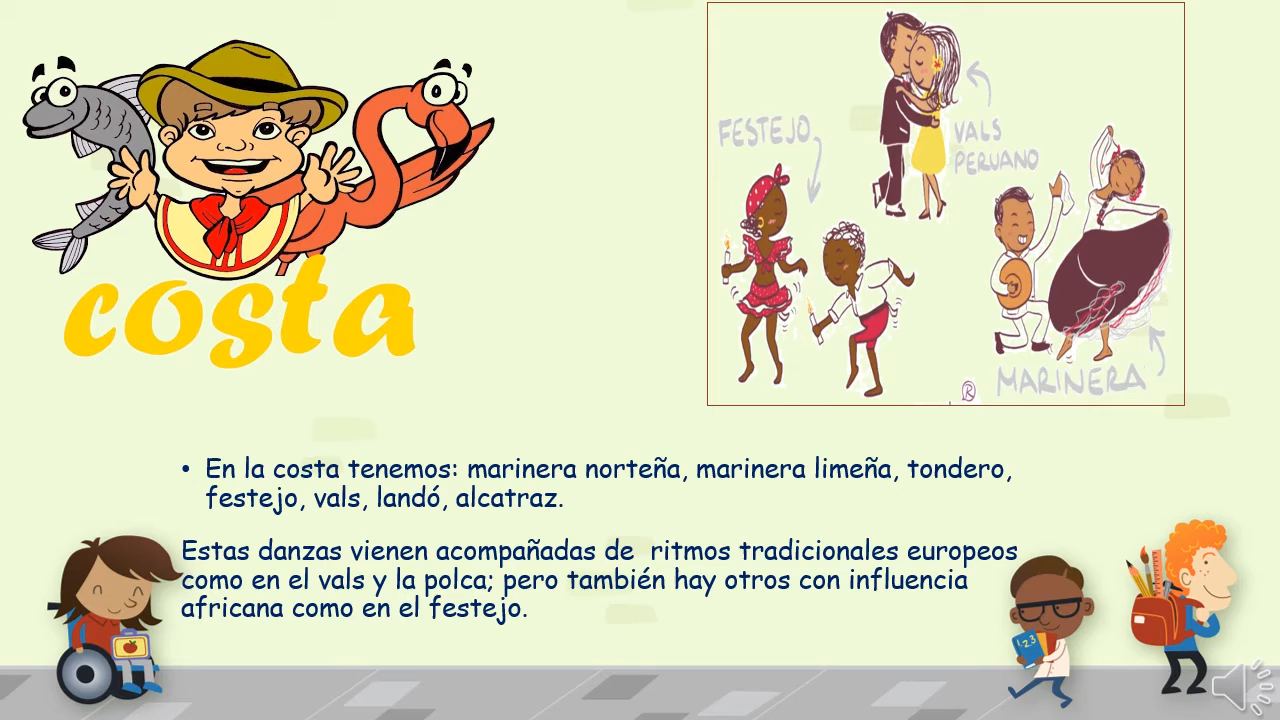 costa
FESTEJO
VALS
PERUANO
MARINERA
®
• En la costa tenemos: marinera norteña, marinera limeña, tondero,
festejo, vals, landó, alcatraz.
Estas danzas vienen acompañadas de  ritmos tradicionales europeos
como en el vals y la polca; pero también hay otros con influencia
africana como en el festejo.
123